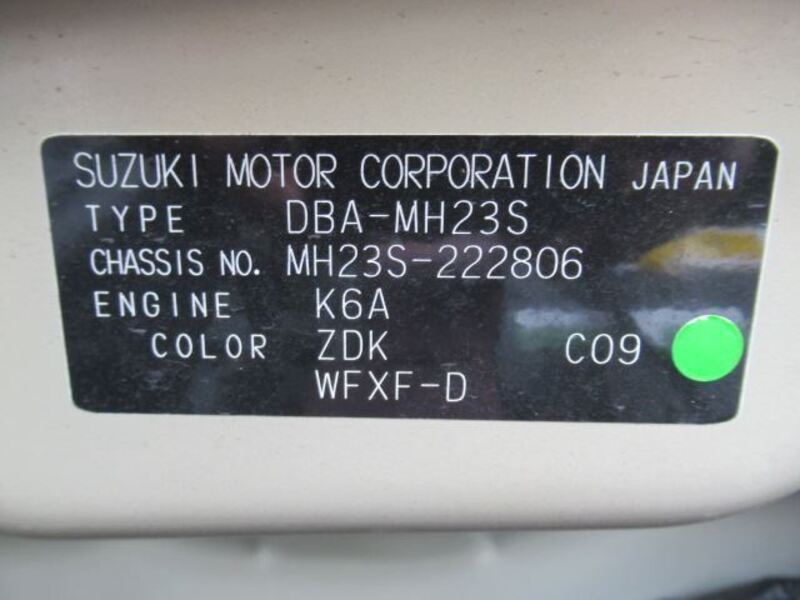 SUZUKI MOTOR CORPORATION JAPAN
TYPE DBA-MH23S
CHASSIS NO. MH23S-222806
ENGINE K6A
COLOR ZDK C09
WFXF-D